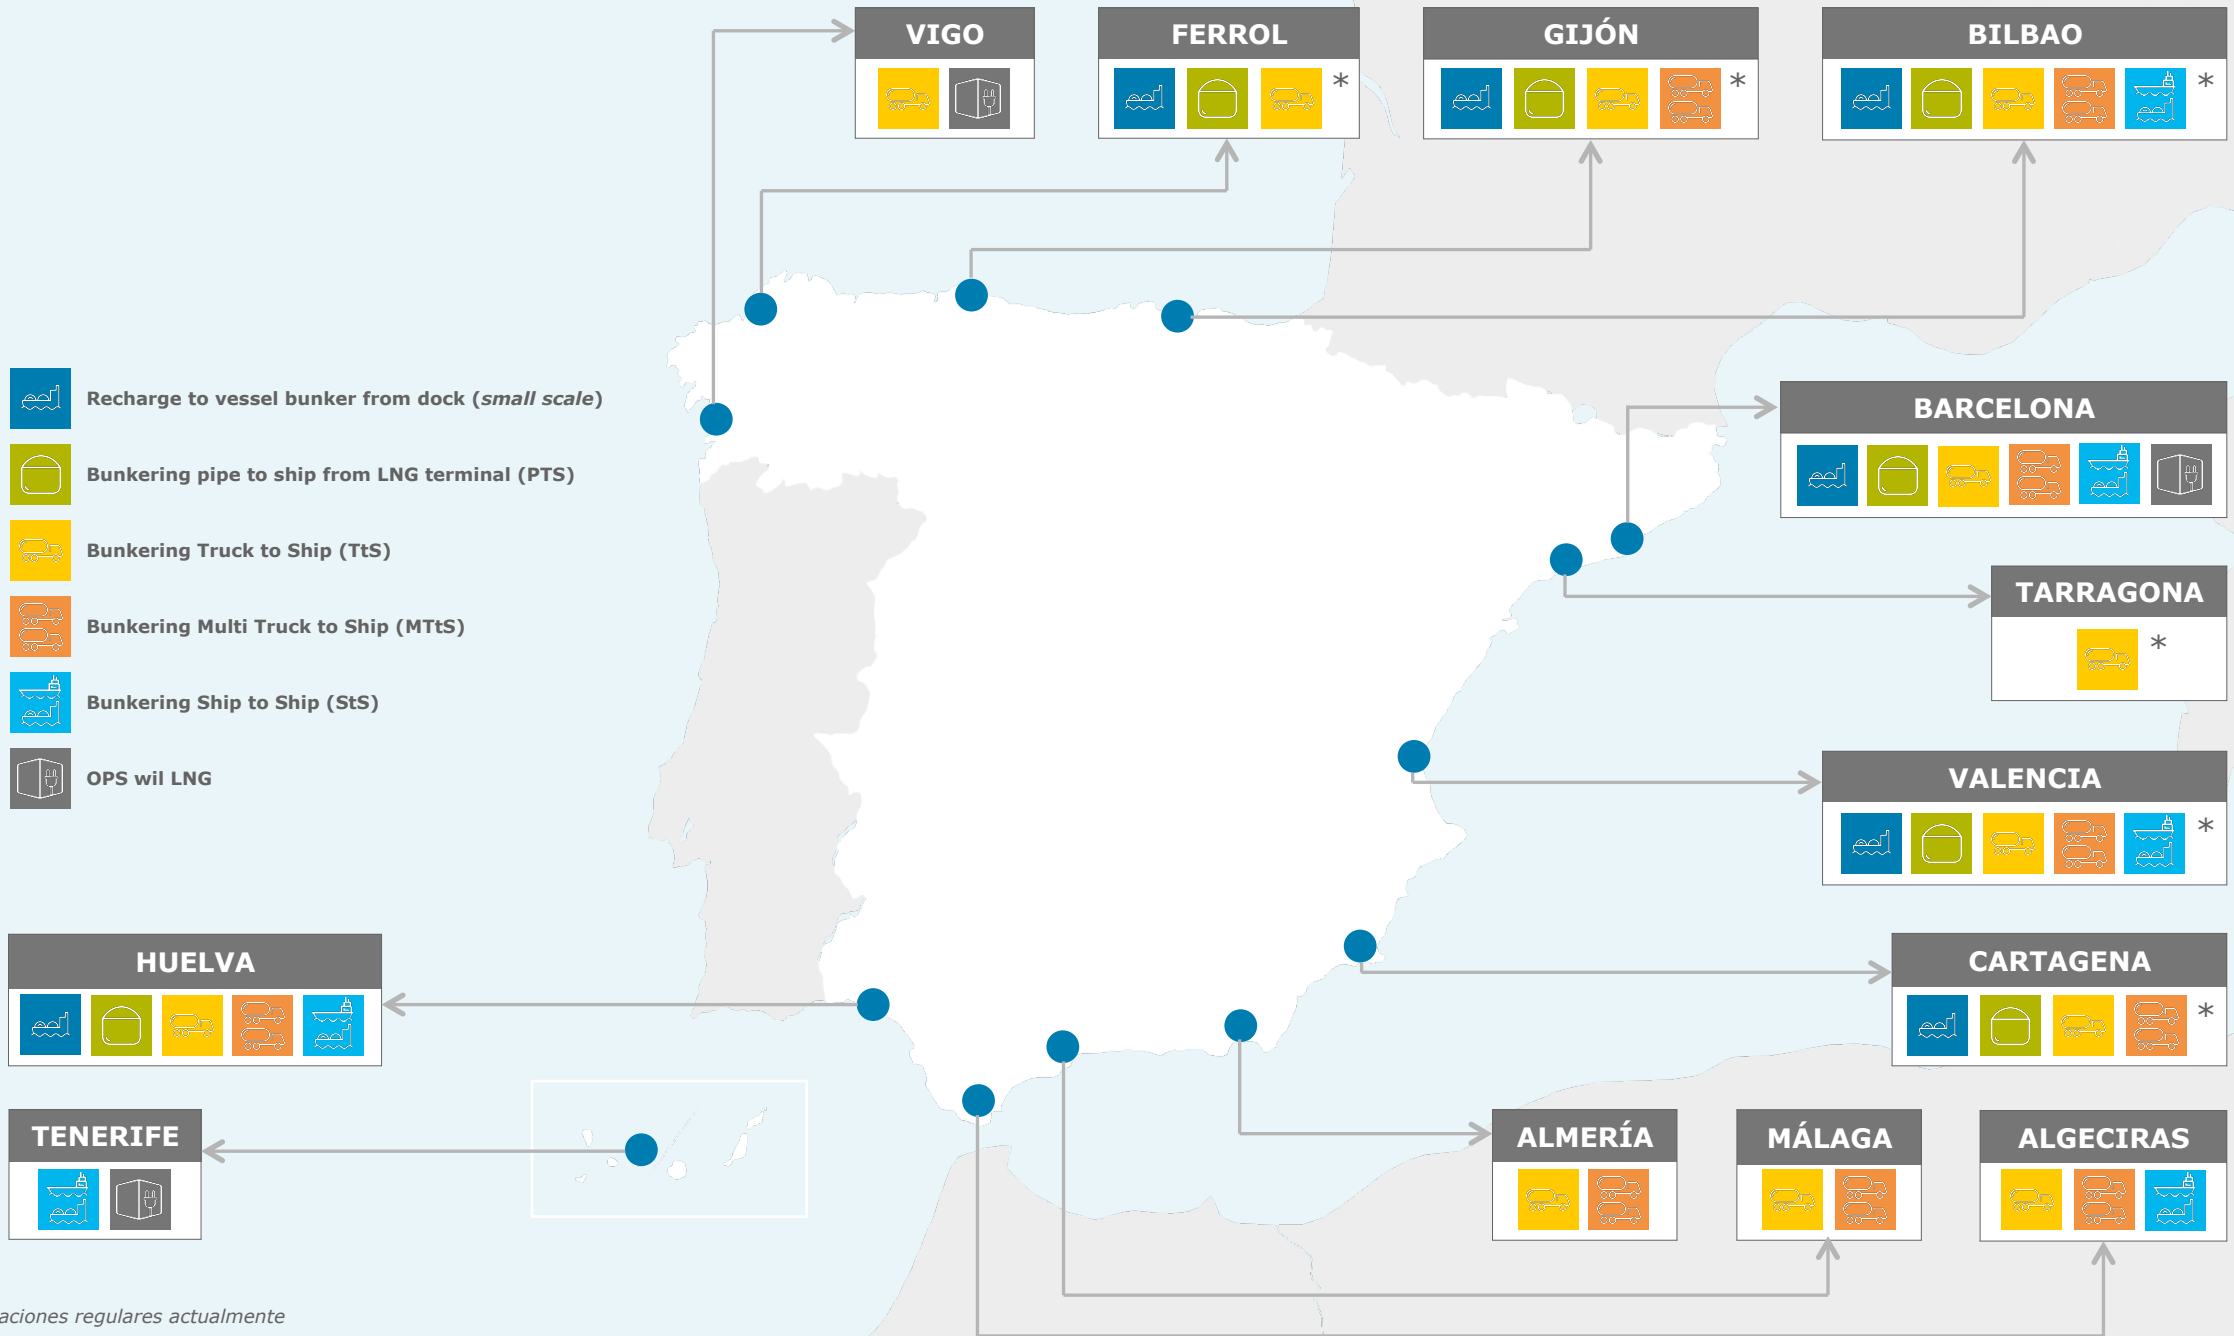 VIGO
FERROL
*
GIJÓN
*
BILBAO
*
Recharge to vessel bunker from dock (small scale)
Bunkering pipe to ship from LNG terminal (PTS)
Bunkering Truck to Ship (TtS)
Bunkering Multi Truck to Ship (MTtS)
Bunkering Ship to Ship (StS)
OPS wil LNG
BARCELONA
TARRAGONA
*
VALENCIA
*
CARTAGENA
*
HUELVA
TENERIFE
ALMERÍA
MÁLAGA
ALGECIRAS
regulares actualmente